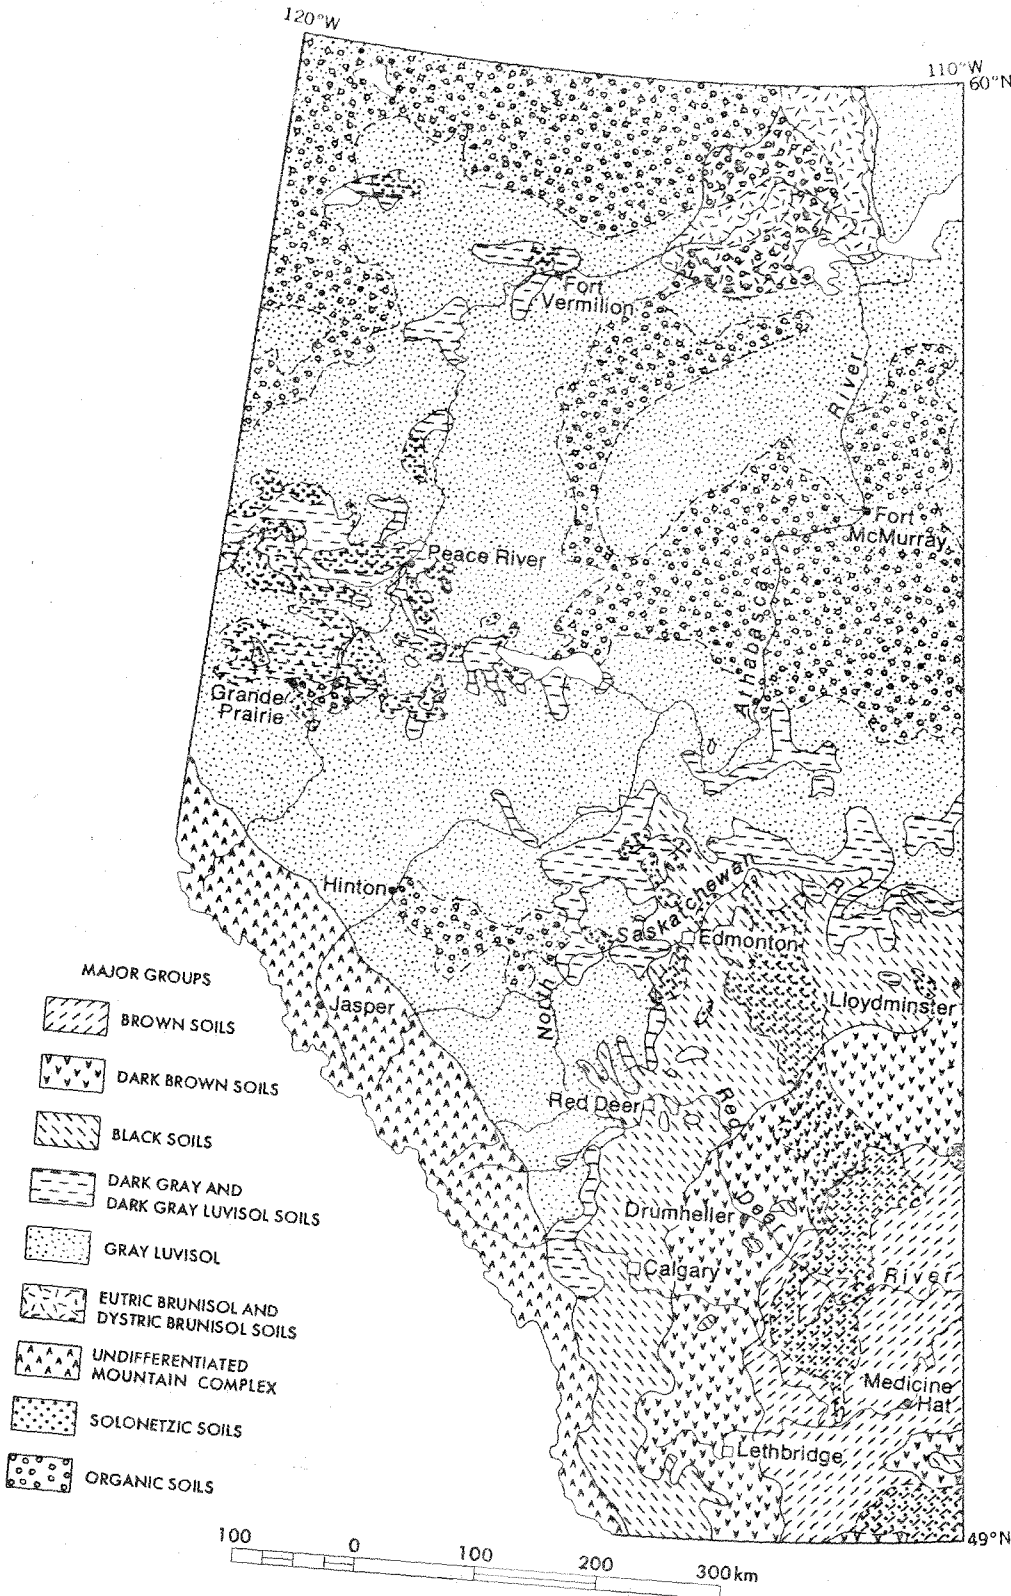 120°W
110°W
60°N
Fort
Vermilion
River
Fort
McMurray
Peace River
Athabasca
Grande
Prairie
Hinton
Saskatchewan
Edmonton
North
Jasper
Lloydminster
Red Deer
Red
Deer
Drumheller
River
Calgary
Medicine
Hat
Lethbridge
49°N
MAJOR GROUPS
BROWN SOILS
DARK BROWN SOILS
BLACK SOILS
DARK GRAY AND
DARK GRAY LUVISOL SOILS
GRAY LUVISOL
EUTRIC BRUNISOL AND
DYSTRIC BRUNISOL SOILS
UNDIFFERENTIATED
MOUNTAIN COMPLEX
SOLONETZIC SOILS
ORGANIC SOILS
100 0 100 200 300km